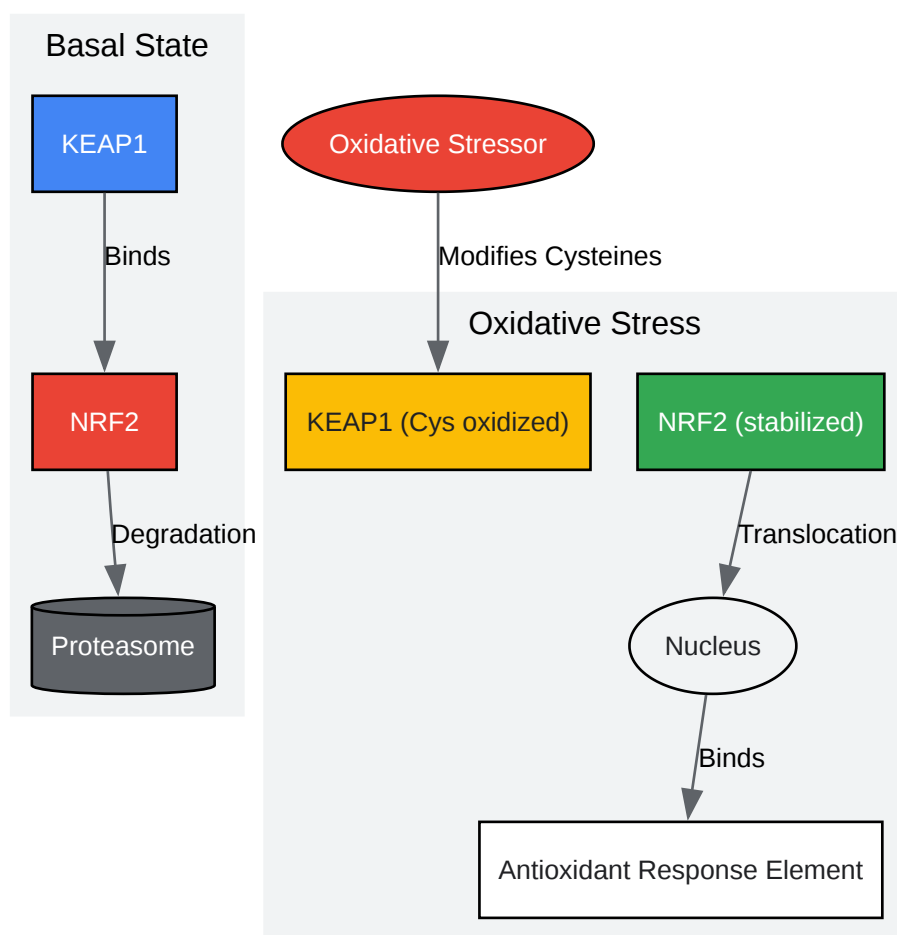 Basal State
KEAP1
Binds
NRF2
Degradation
Proteasome
Oxidative Stressor
Modifies Cysteines
Oxidative Stress
KEAP1 (Cys oxidized)
NRF2 (stabilized)
Translocation
Nucleus
Binds
Antioxidant Response Element